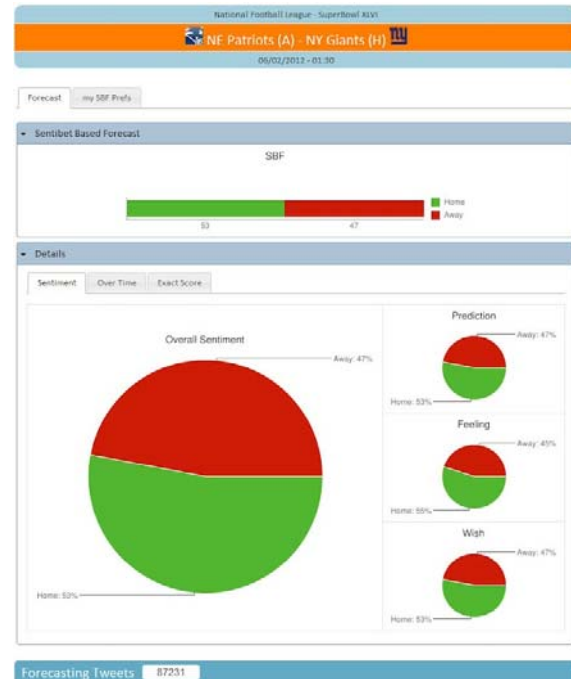 National Football League - SuperBowl XLVI
NE Patriots (A) - NY Giants (H) ny
06/02/2012 - 01:30
Forecast my SBF Prefs
Sentibet Based Forecast
SBF
Home
Away
53 47
Details
Sentiment Over Time Exact Score
Overall Sentiment
Away: 47%
Home: 53%
Prediction
Away: 47%
Home: 53%
Feeling
Away: 45%
Home: 55%
Wish
Away: 47%
Home: 53%
Forecasting Tweets 87231